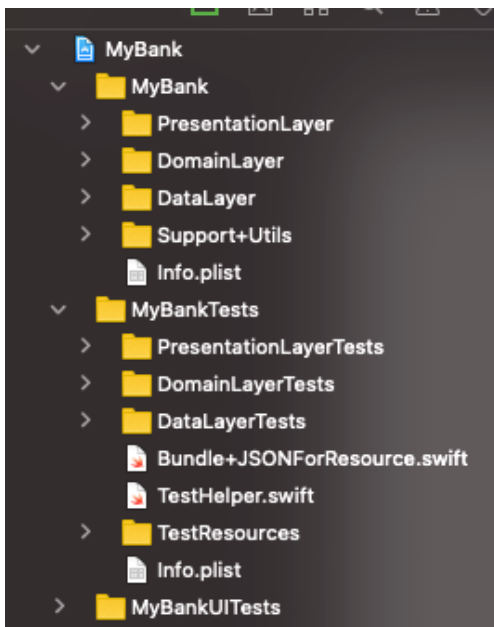 MyBank
MyBank
PresentationLayer
DomainLayer
DataLayer
Support+Utils
Info.plist
MyBankTests
PresentationLayerTests
DomainLayerTests
DataLayerTests
Bundle+JSONForResource.swift
TestHelper.swift
TestResources
Info.plist
MyBankUITests